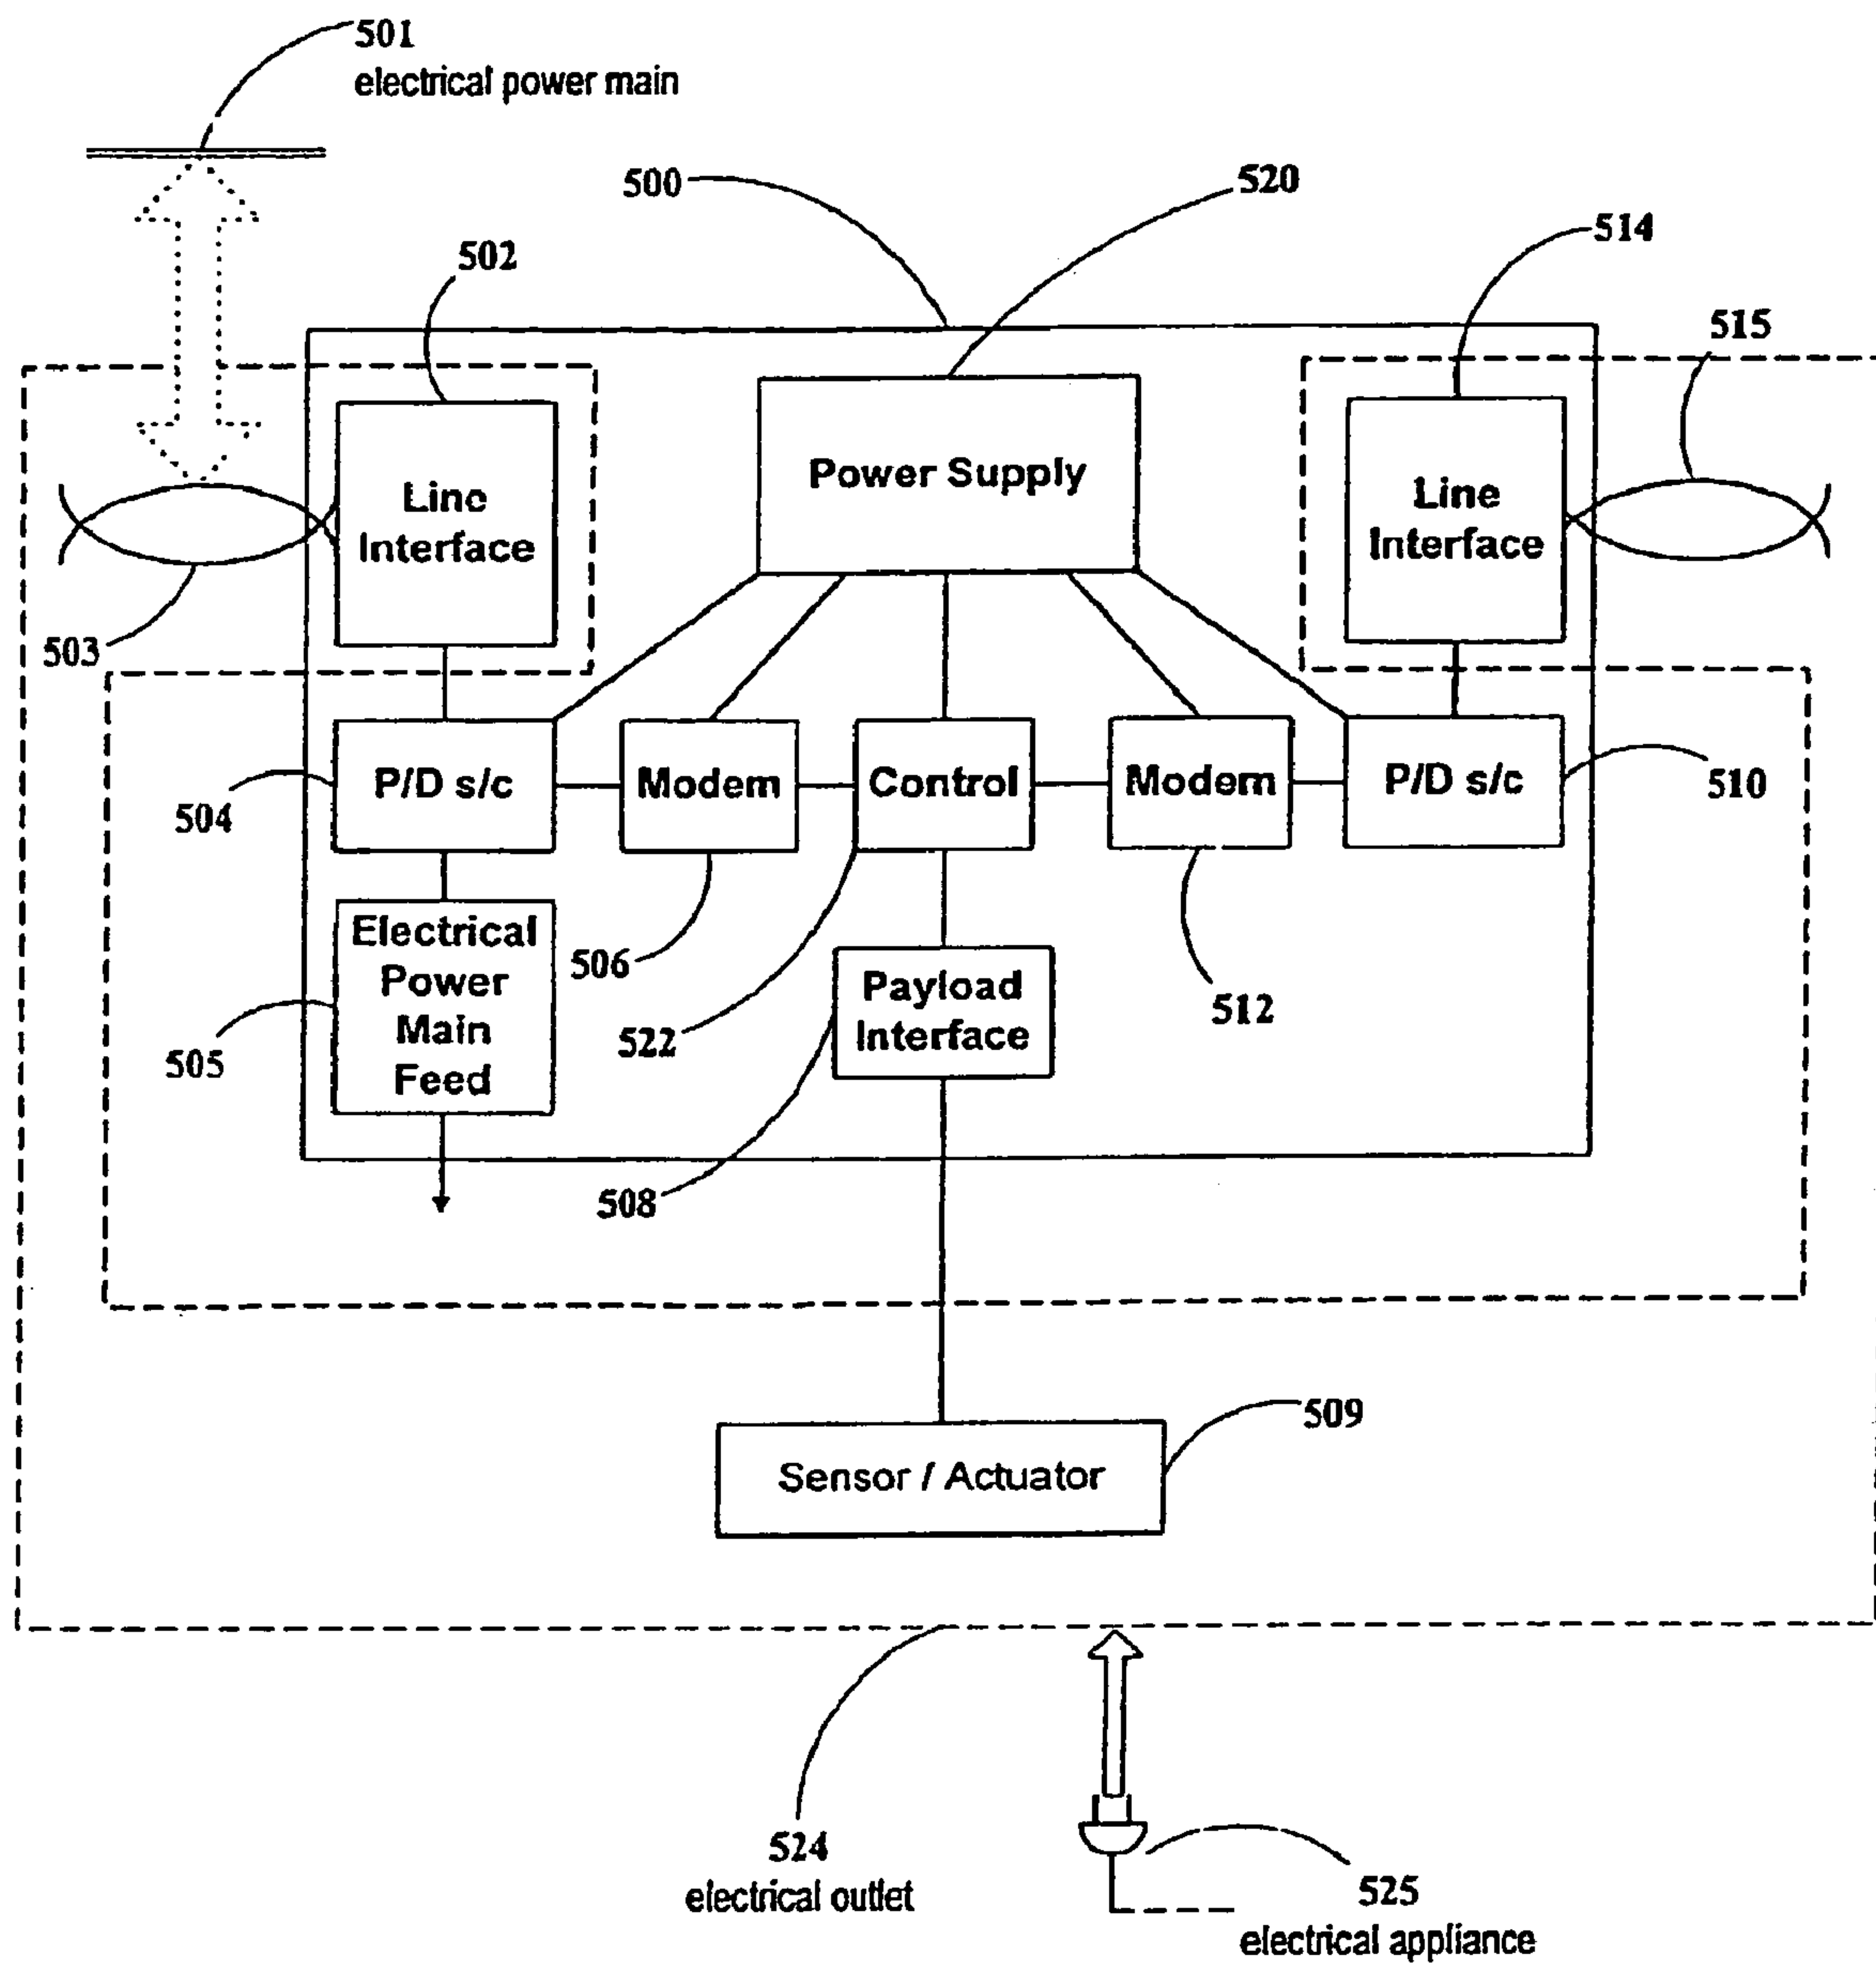 501
electrical power main
500
520
514
502
515
Power Supply
Line
Interface
Line
Interface
503
P/D s/c
Modem
Control
Modem
P/D s/c
504
510
Electrical
Power
Main
Feed
506
Payload
Interface
512
522
505
508
509
Sensor / Actuator
524
electrical outlet
525
electrical appliance